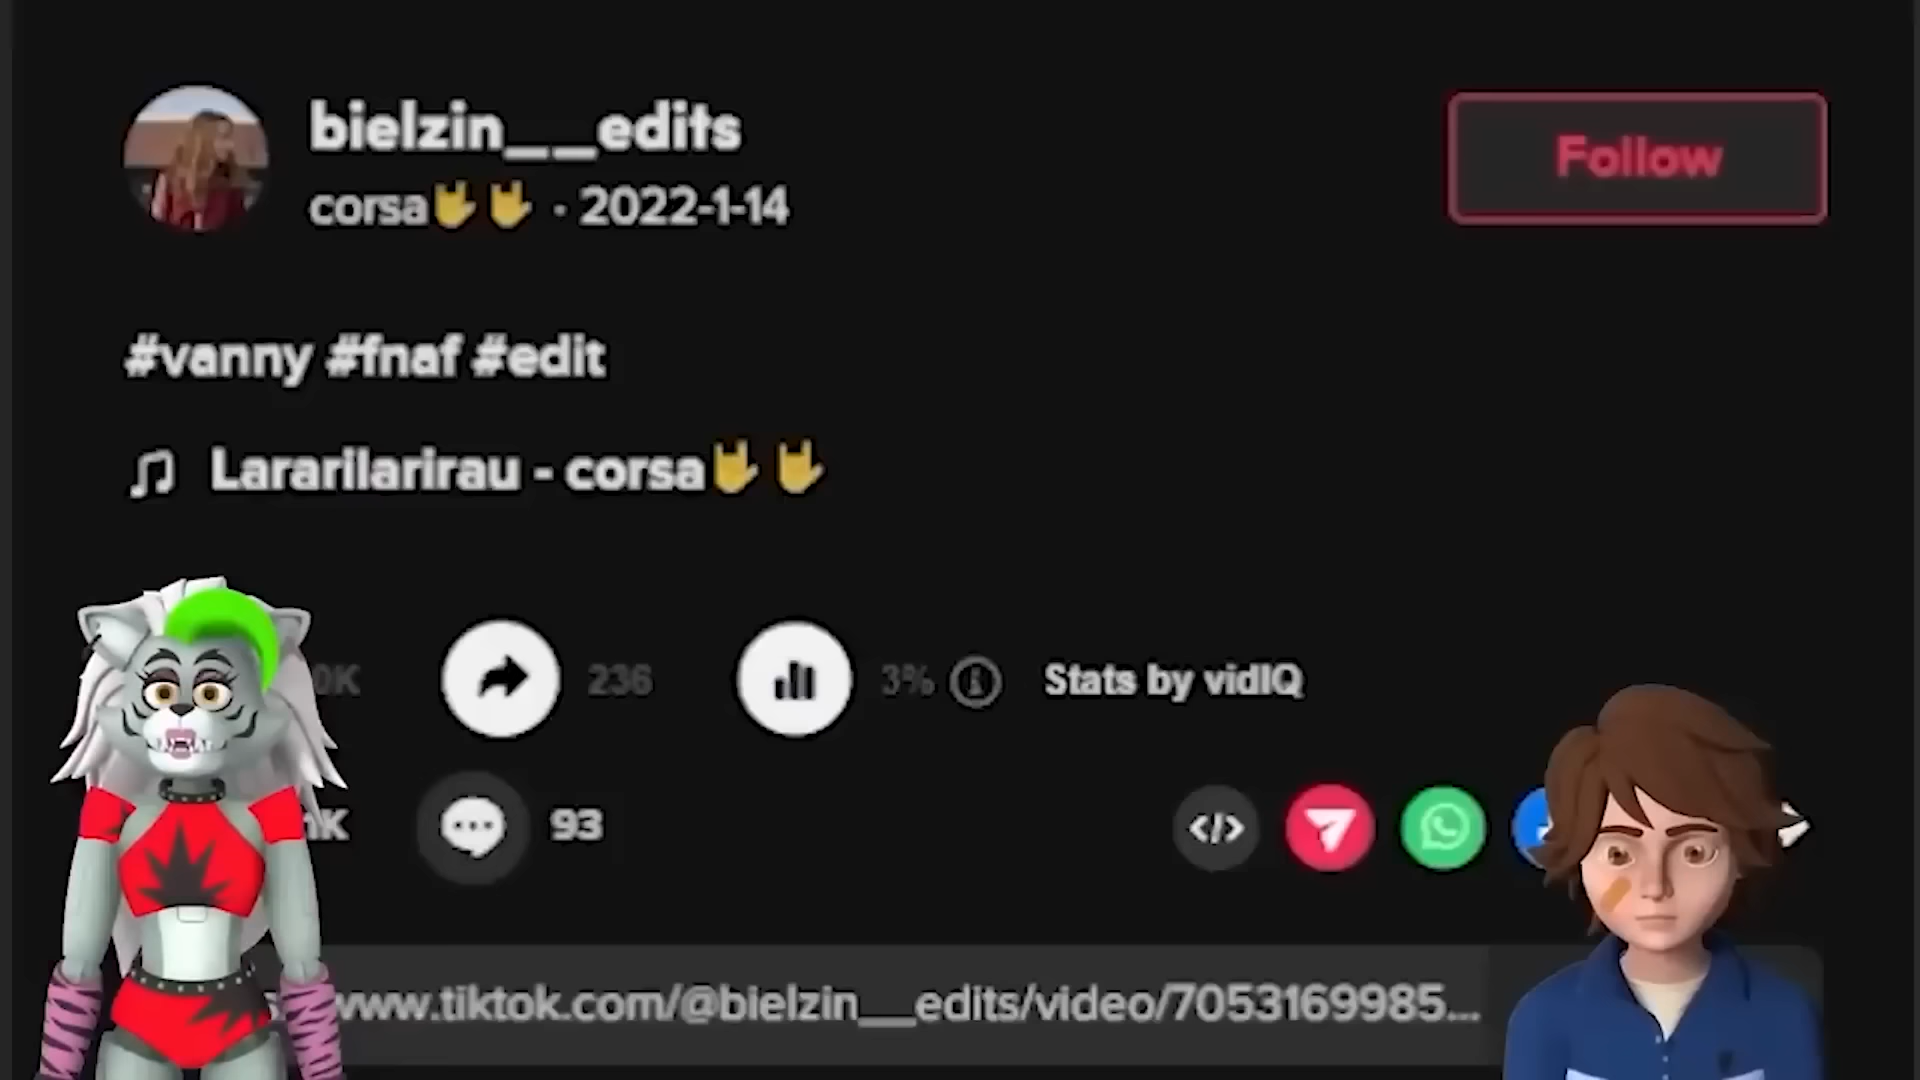 bielzin__edits
corsa🤟🤟 · 2022-1-14
Follow
#vanny #fnaf #edit
Lararilarirau - corsa🤟🤟
0K 236 3% Stats by vidIQ
K 93
www.tiktok.com/@bielzin__edits/video/7053169985...